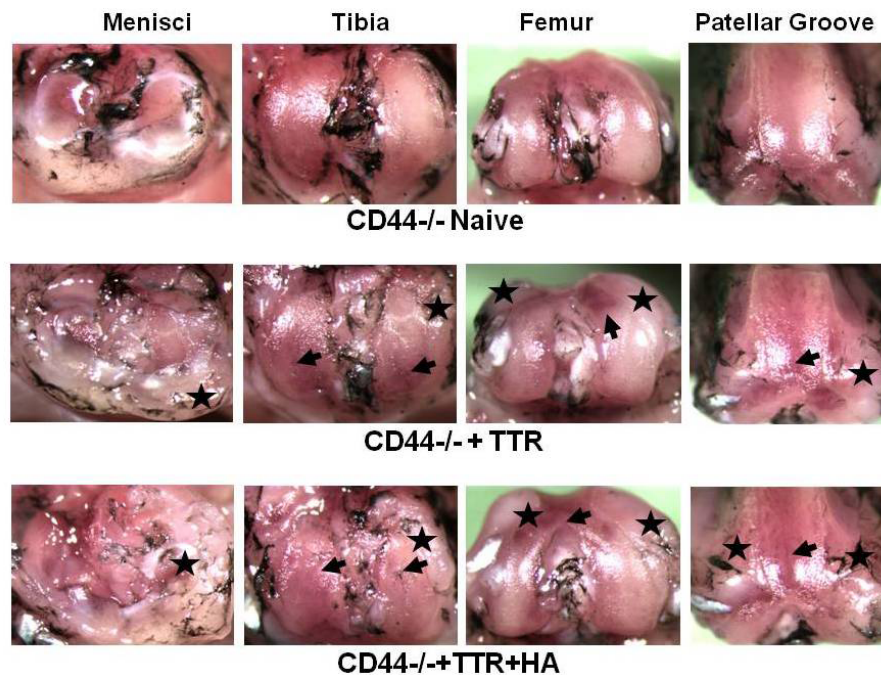 Menisci Tibia Femur Patellar Groove
CD44-/- Naive
CD44-/- + TTR
CD44-/-+TTR+HA